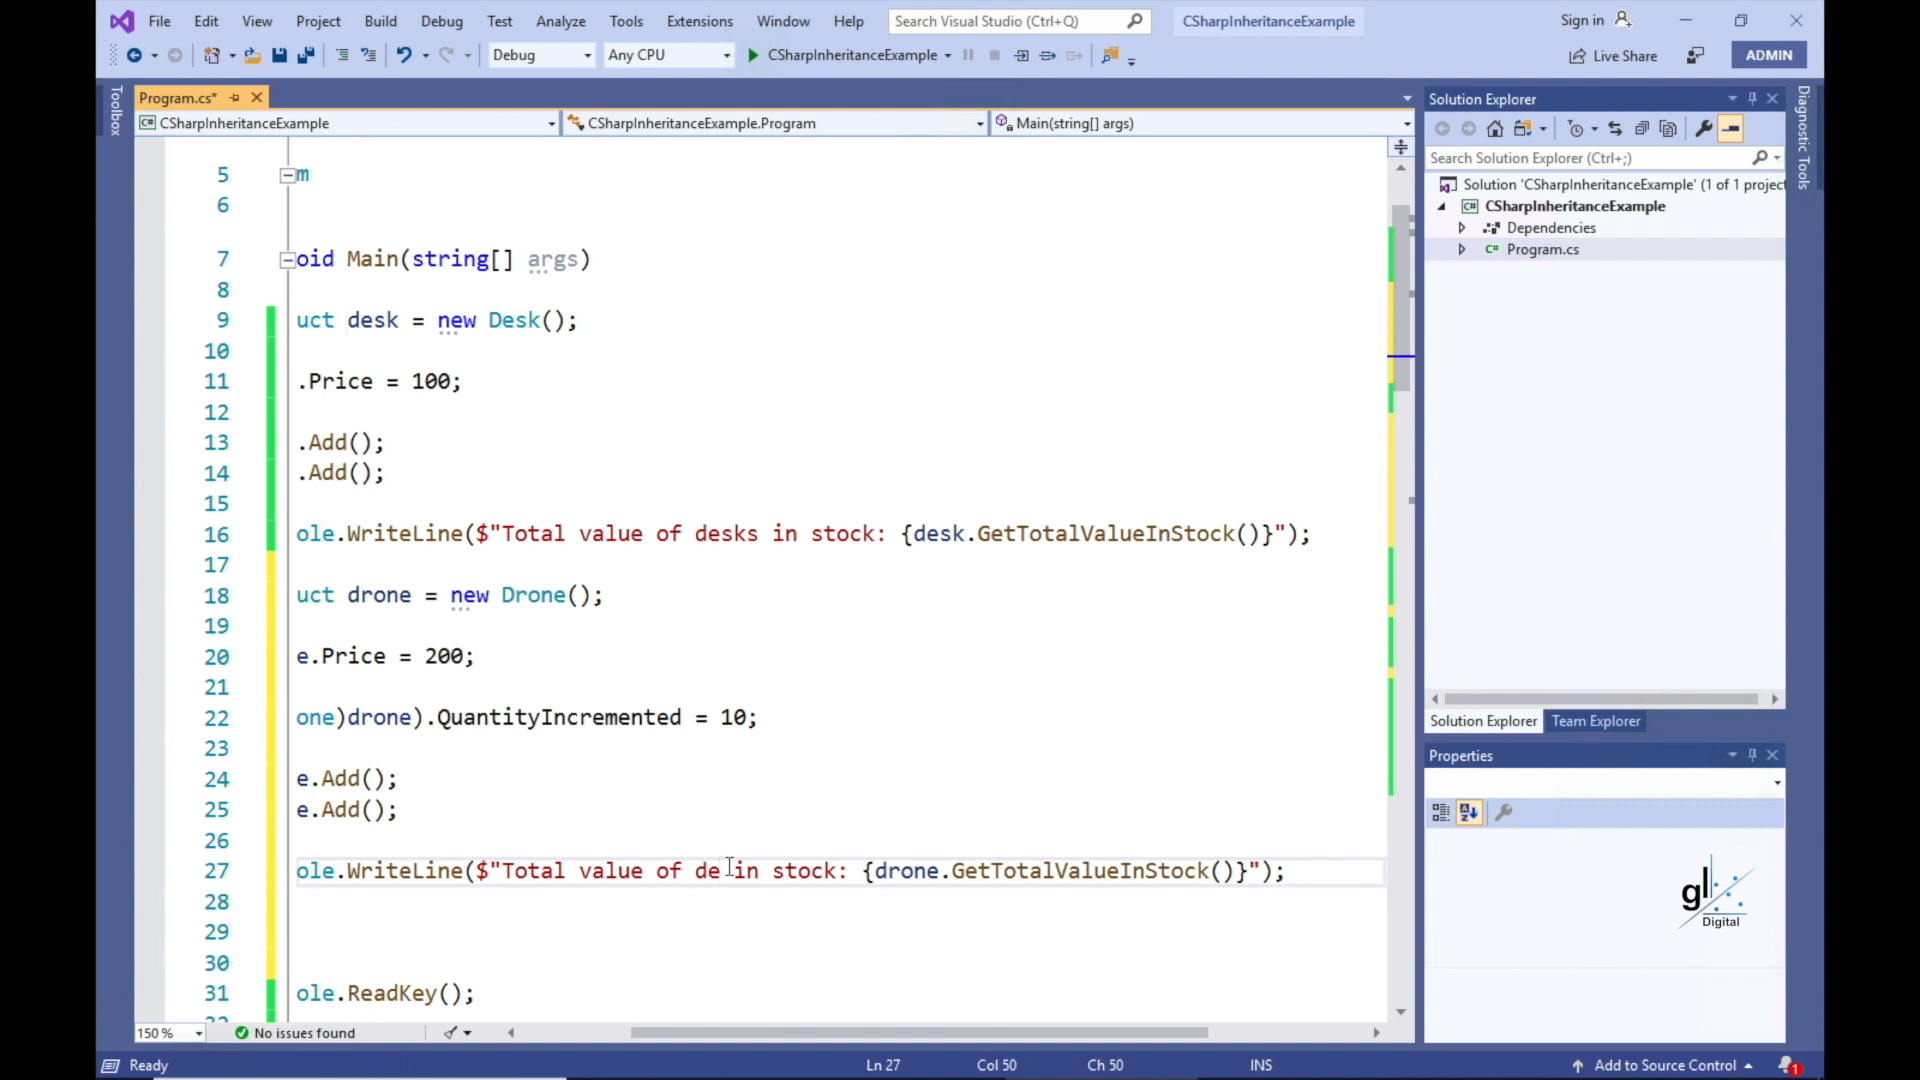 File Edit View Project Build Debug Test Analyze Tools Extensions Window Help Search Visual Studio (Ctrl+Q) CSharpInheritanceExample Sign in
Debug Any CPU CSharpInheritanceExample Live Share ADMIN
Toolbox
Program.cs*
C# CSharpInheritanceExample CSharpInheritanceExample.Program Main(string[] args)
5 m
6
7 oid Main(string[] args)
8
9 uct desk = new Desk();
10
11 .Price = 100;
12
13 .Add();
14 .Add();
15
16 ole.WriteLine($"Total value of desks in stock: {desk.GetTotalValueInStock()}");
17
18 uct drone = new Drone();
19
20 e.Price = 200;
21
22 one)drone).QuantityIncremented = 10;
23
24 e.Add();
25 e.Add();
26
27 ole.WriteLine($"Total value of de in stock: {drone.GetTotalValueInStock()}");
28
29
30
31 ole.ReadKey();
150 % No issues found
Solution Explorer
Search Solution Explorer (Ctrl+;)
Solution 'CSharpInheritanceExample' (1 of 1 project
C# CSharpInheritanceExample
Dependencies
C# Program.cs
Solution Explorer Team Explorer
Properties
gl
Digital
Diagnostic Tools
Ready Ln 27 Col 50 Ch 50 INS Add to Source Control 1